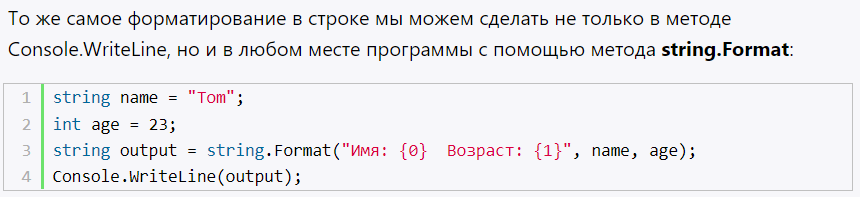 То же самое форматирование в строке мы можем сделать не только в методе
Console.WriteLine, но и в любом месте программы с помощью метода string.Format:
1 string name = "Tom";
2 int age = 23;
3 string output = string.Format("Имя: {0}  Возраст: {1}", name, age);
4 Console.WriteLine(output);